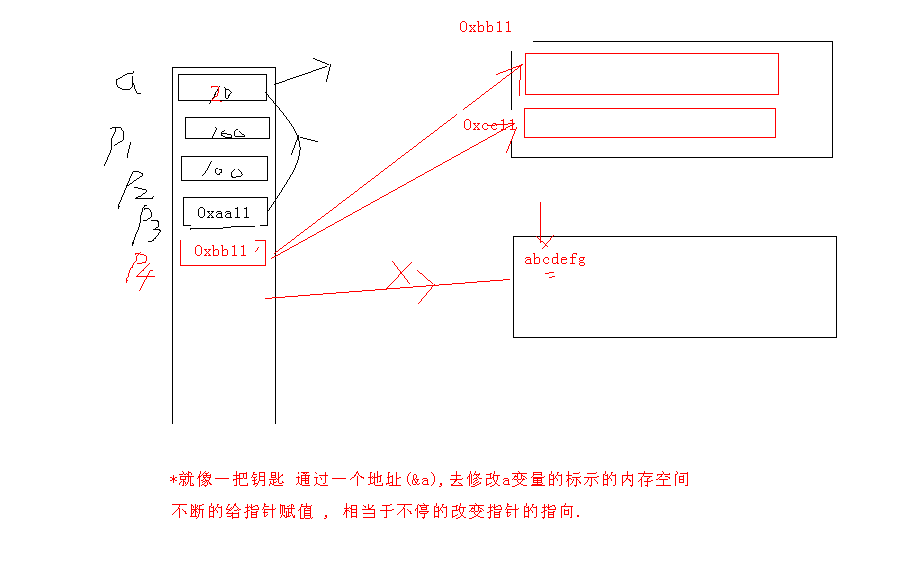 0xbb11
a
p1
100
0xcc11
100
p2
0xaa11
p3
0xbb11
p4
abcdefg
*就像一把钥匙 通过一个地址(&a),去修改a变量的标示的内存空间
不断的给指针赋值 , 相当于不停的改变指针的指向.